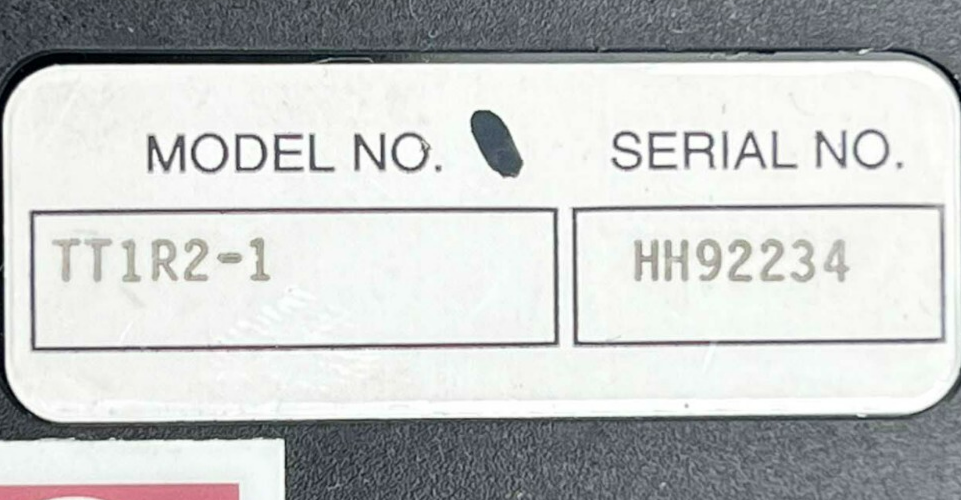 MODEL NO. SERIAL NO.
TT1R2-1 HH92234